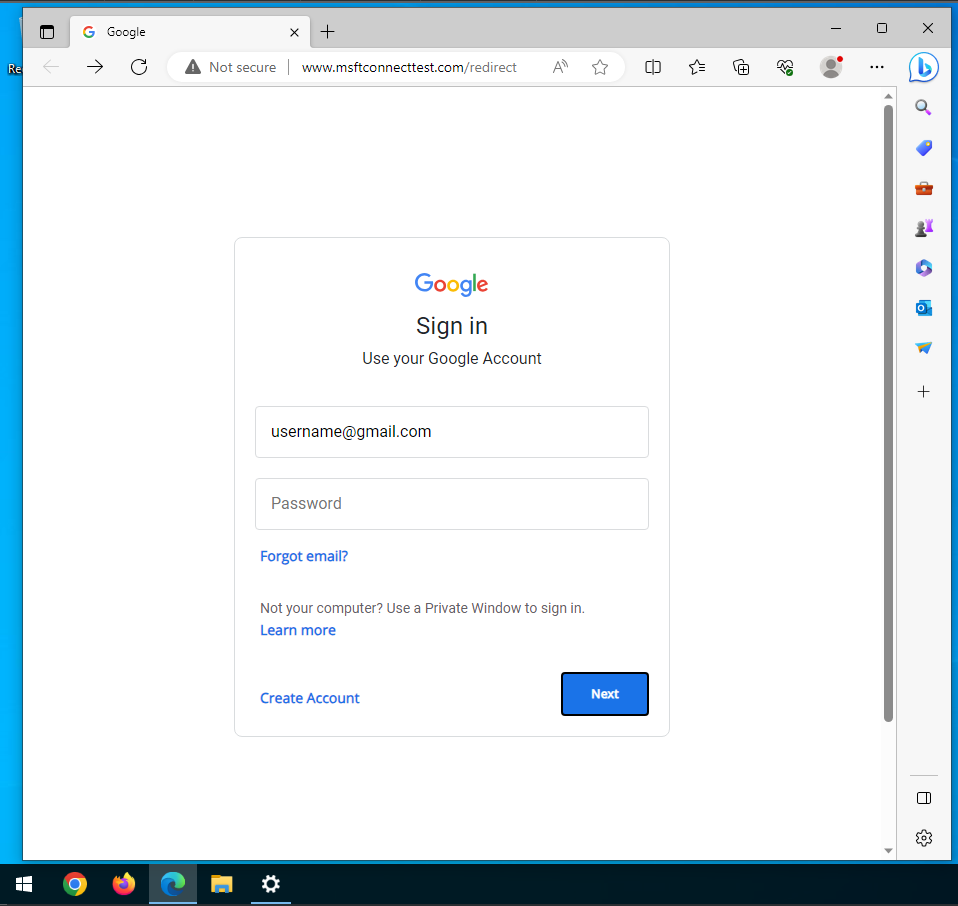 Google
Not secure
www.msftconnecttest.com/redirect
Google
Sign in
Use your Google Account
username@gmail.com
Password
Forgot email?
Not your computer? Use a Private Window to sign in.
Learn more
Create Account
Next